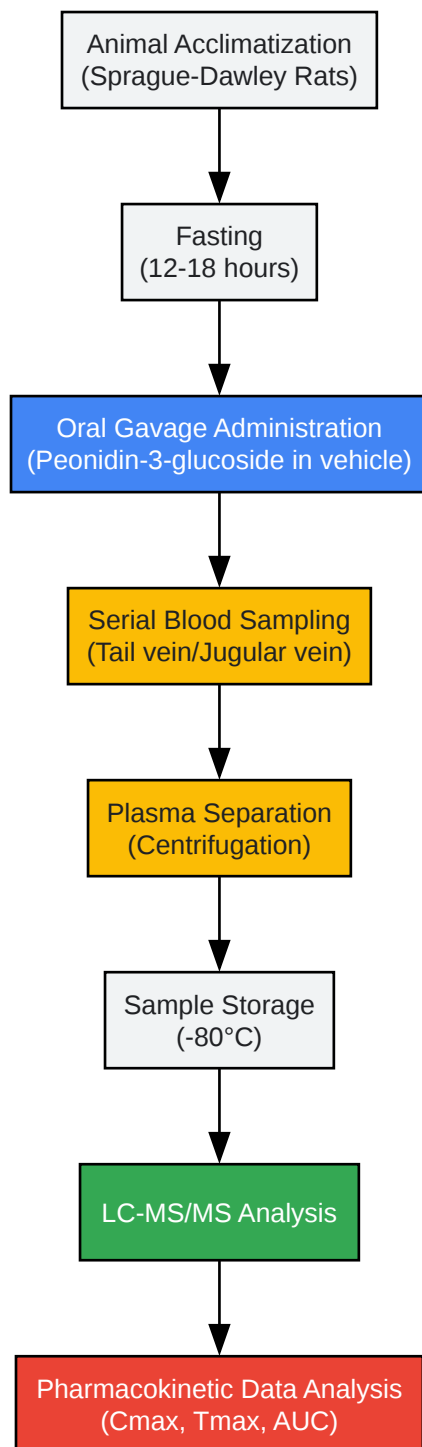 Animal Acclimatization
(Sprague-Dawley Rats)
Fasting
(12-18 hours)
Oral Gavage Administration
(Peonidin-3-glucoside in vehicle)
Serial Blood Sampling
(Tail vein/Jugular vein)
Plasma Separation
(Centrifugation)
Sample Storage
(-80°C)
LC-MS/MS Analysis
Pharmacokinetic Data Analysis
(Cmax, Tmax, AUC)